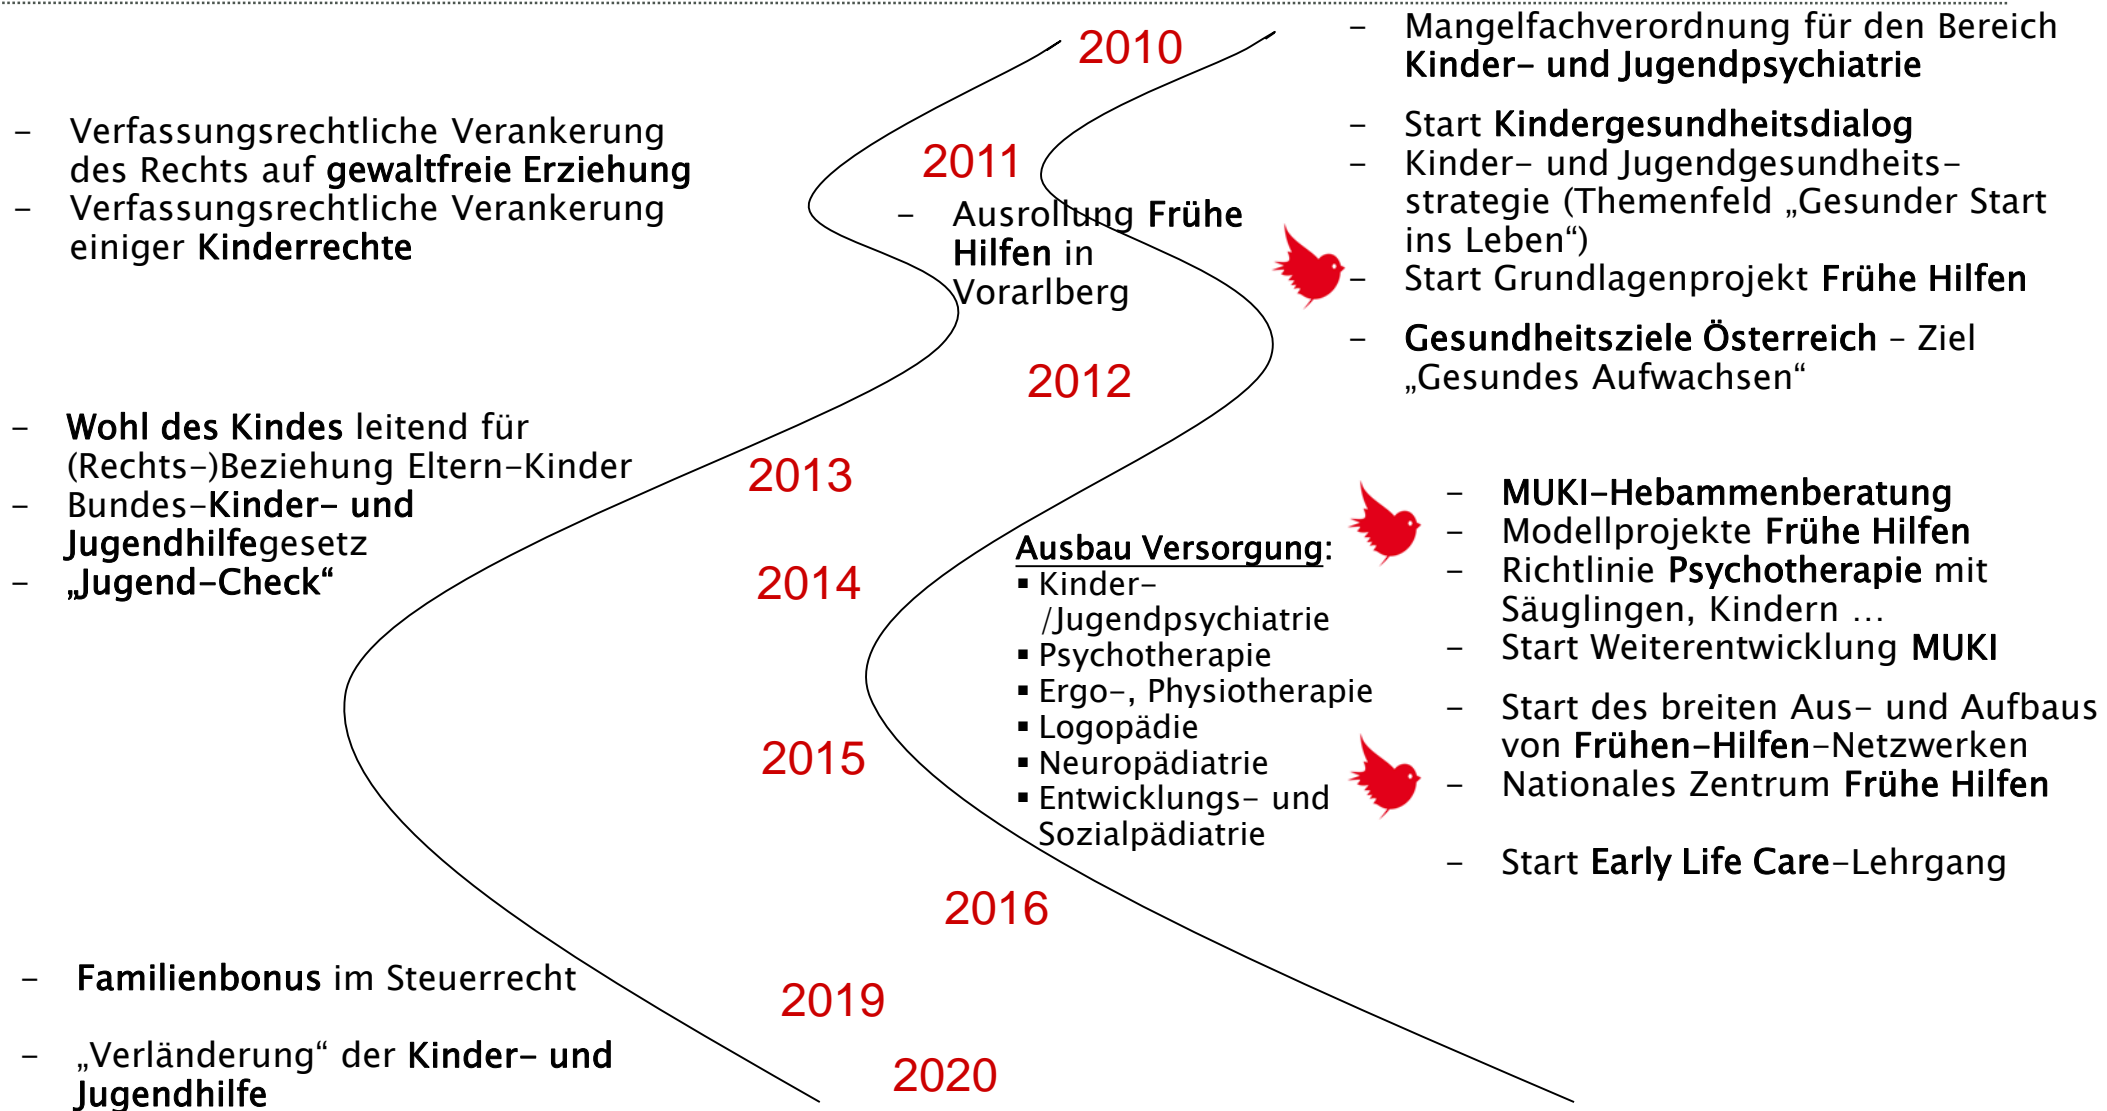 2010
– Mangelfachverordnung für den Bereich
Kinder- und Jugendpsychiatrie
– Verfassungsrechtliche Verankerung
des Rechts auf gewaltfreie Erziehung
– Verfassungsrechtliche Verankerung
einiger Kinderrechte
2011
– Ausrollung Frühe
Hilfen in
Vorarlberg
– Start Kindergesundheitsdialog
– Kinder- und Jugendgesundheits-
strategie (Themenfeld „Gesunder Start
ins Leben“)
– Start Grundlagenprojekt Frühe Hilfen
2012
– Gesundheitsziele Österreich – Ziel
„Gesundes Aufwachsen“
– Wohl des Kindes leitend für
(Rechts-)Beziehung Eltern-Kinder
– Bundes-Kinder- und
Jugendhilfegesetz
– „Jugend-Check“
2013
2014
2015
Ausbau Versorgung:
▪ Kinder-
/Jugendpsychiatrie
▪ Psychotherapie
▪ Ergo-, Physiotherapie
▪ Logopädie
▪ Neuropädiatrie
▪ Entwicklungs- und
Sozialpädiatrie
– MUKI-Hebammenberatung
– Modellprojekte Frühe Hilfen
– Richtlinie Psychotherapie mit
Säuglingen, Kindern …
– Start Weiterentwicklung MUKI
– Start des breiten Aus- und Aufbaus
von Frühen-Hilfen-Netzwerken
– Nationales Zentrum Frühe Hilfen
– Start Early Life Care-Lehrgang
2016
– Familienbonus im Steuerrecht
2019
– „Verländerung“ der Kinder- und
Jugendhilfe
2020